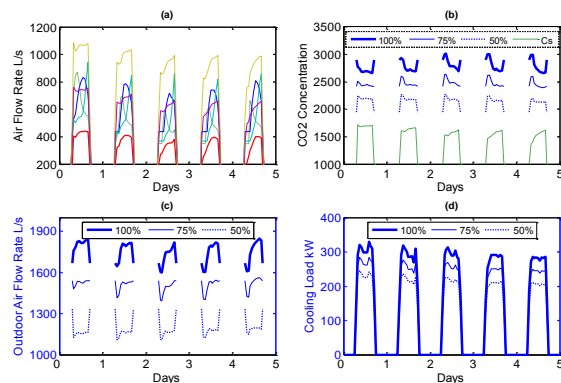 (a)
Air Flow Rate L/s
1200
1000
800
600
400
200
0 1 2 3 4 5
Days
(b)
100% 75% 50% Cs
CO2 Concentration
3500
3000
2500
2000
1500
1000
0 1 2 3 4 5
Days
(c)
100% 75% 50%
Outdoor Air Flow Rate L/s
1900
1600
1300
1000
0 1 2 3 4 5
Days
(d)
100% 75% 50%
Cooling Load kW
400
300
200
100
0
0 1 2 3 4 5
Days